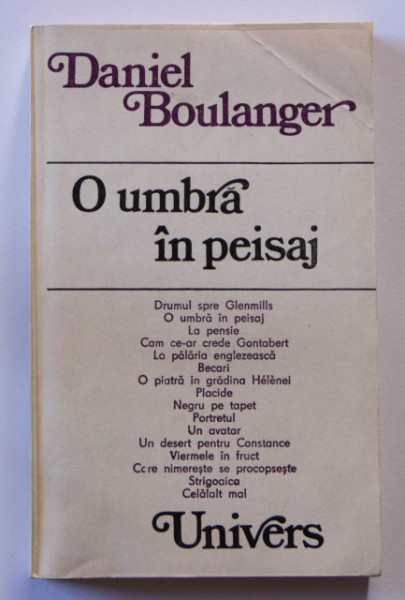 Daniel
Boulanger
O umbră
în peisaj
Drumul spre Glenmills
O umbră în peisaj
La pensie
Cam ce-ar crede Gontabert
La pălăria englezească
Becari
O piatră în grădina Hélènei
Placide
Negru pe tapet
Portretul
Un avatar
Un desert pentru Constance
Viermele în fruct
Care nimerește se procopsește
Strigoaica
Celălalt mal
Univers